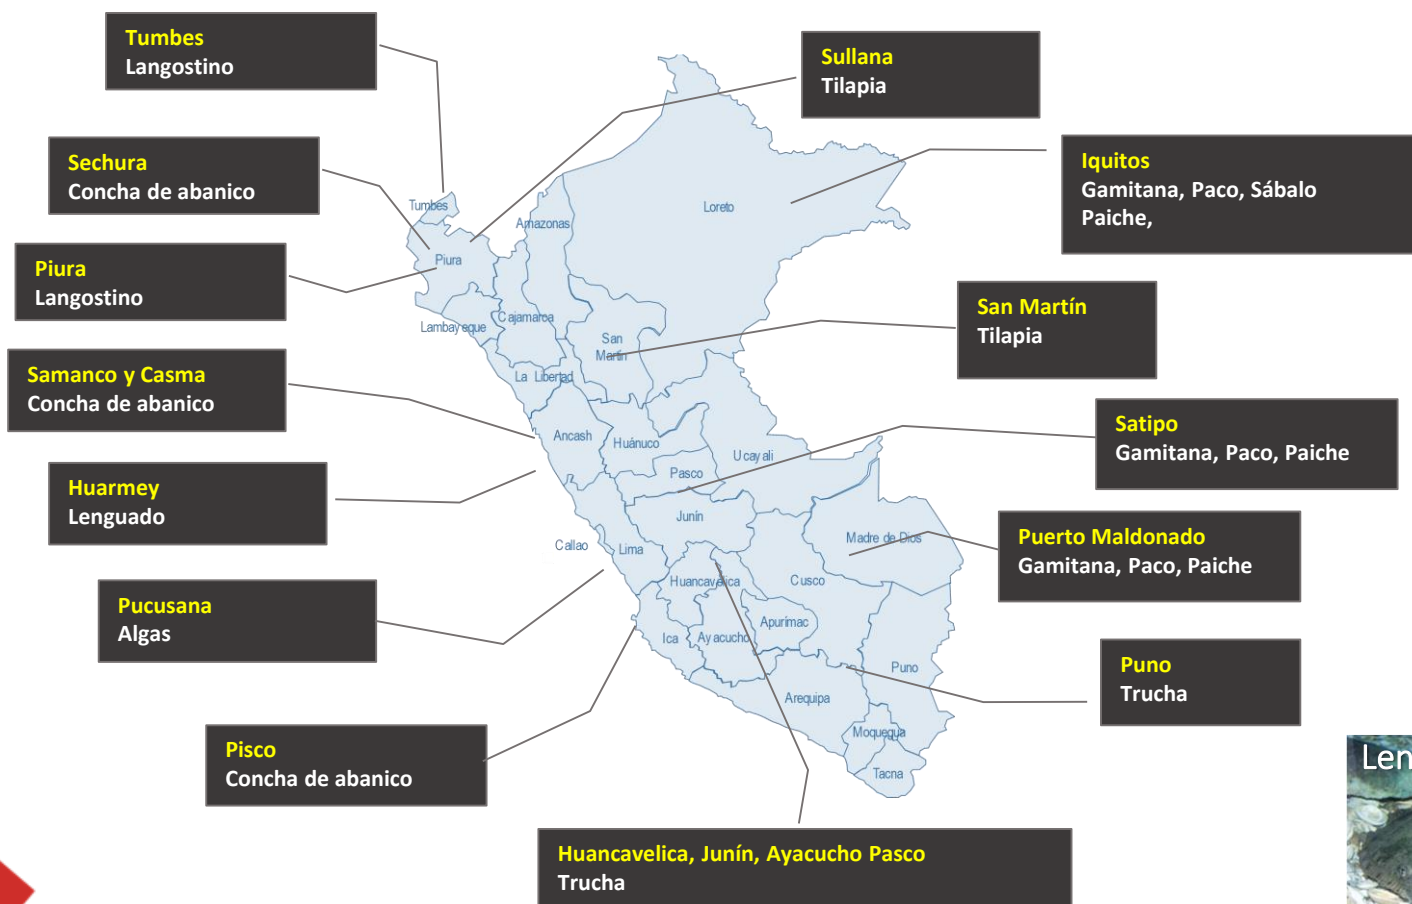 Tumbes
Langostino
Sullana
Tilapia
Sechura
Concha de abanico
Iquitos
Gamitana, Paco, Sábalo
Paiche,
Piura
Langostino
San Martín
Tilapia
Samanco y Casma
Concha de abanico
Satipo
Gamitana, Paco, Paiche
Huarmey
Lenguado
Puerto Maldonado
Gamitana, Paco, Paiche
Pucusana
Algas
Puno
Trucha
Pisco
Concha de abanico
Huancavelica, Junín, Ayacucho Pasco
Trucha
Tumbes
Piura
Lambayeque
Amazonas
Cajamarca
Loreto
San
Martín
La Libertad
Ancash
Huánuco
Ucayali
Pasco
Junín
Callao
Lima
Madre de Dios
Huancavelica
Cusco
Ica
Ayacucho
Apurimac
Puno
Arequipa
Moquegua
Tacna
Len